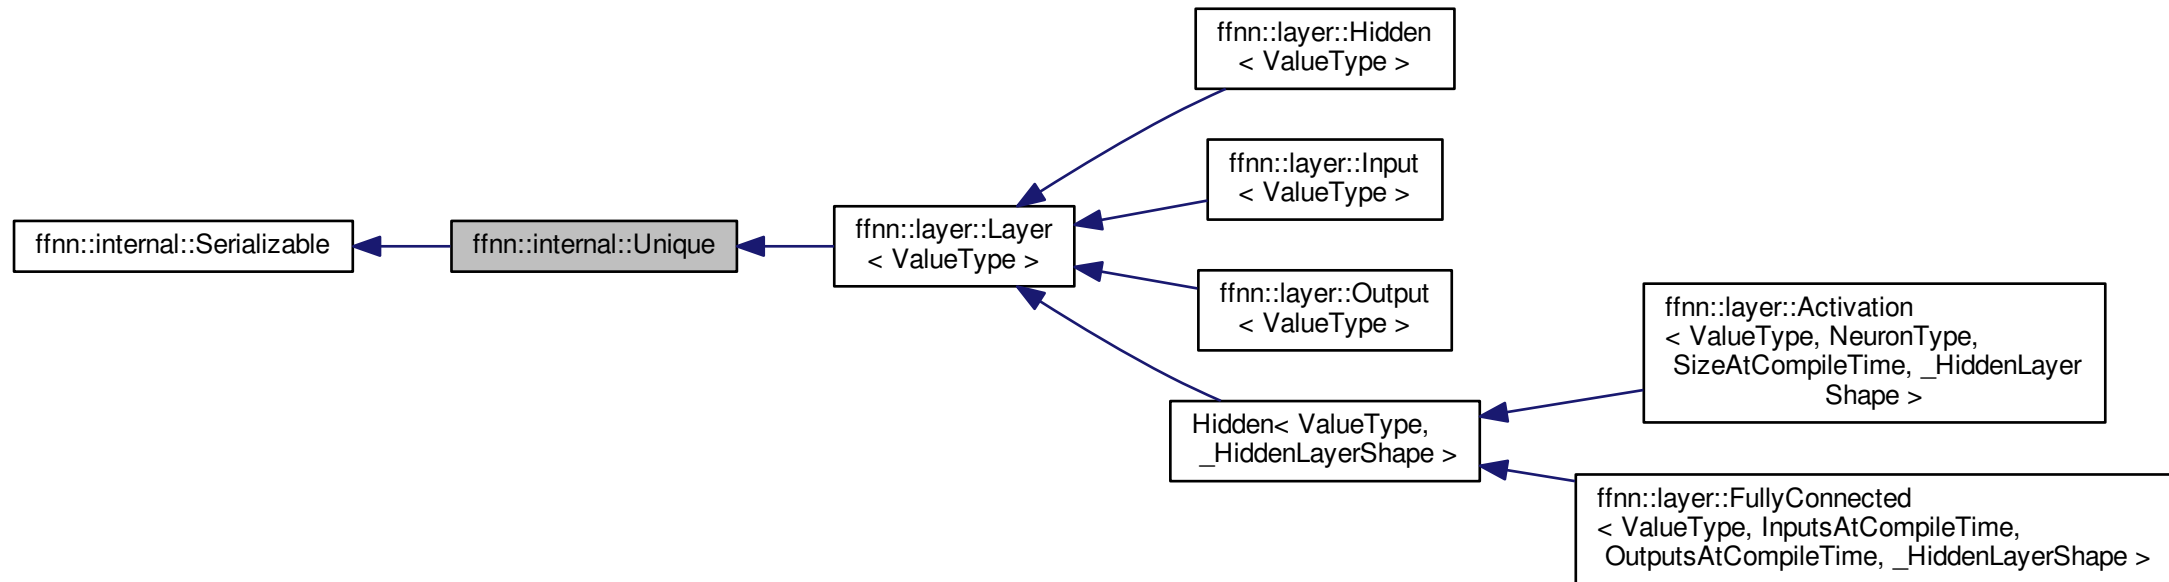 ffnn::internal::Serializable
ffnn::internal::Unique
ffnn::layer::Layer
< ValueType >
ffnn::layer::Hidden
< ValueType >
ffnn::layer::Input
< ValueType >
ffnn::layer::Output
< ValueType >
Hidden< ValueType,
_HiddenLayerShape >
ffnn::layer::Activation
< ValueType, NeuronType,
SizeAtCompileTime, _HiddenLayer
Shape >
ffnn::layer::FullyConnected
< ValueType, InputsAtCompileTime,
OutputsAtCompileTime, _HiddenLayerShape >